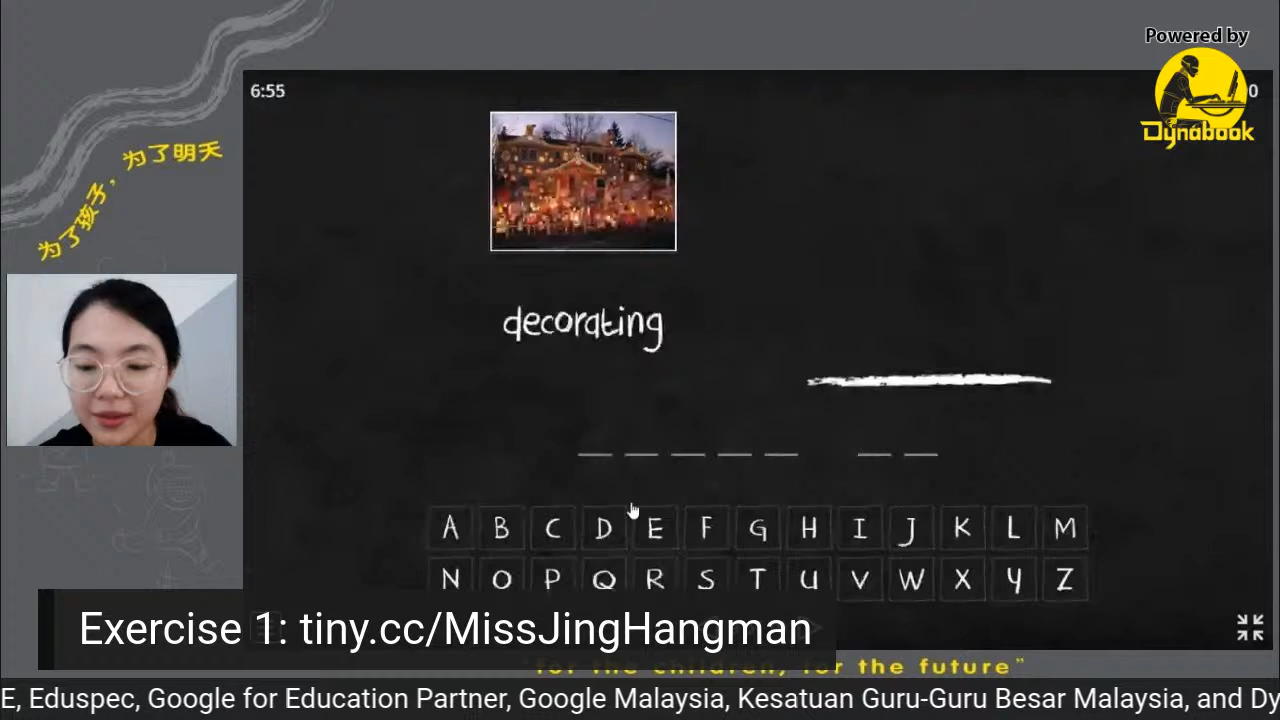 Powered by
Dynabook
6:55
0
为了孩子，为了明天
decorating
A B C D E F G H I J K L M
N O P Q R S T U V W X Y Z
Exercise 1: tiny.cc/MissJingHangman
"for the children, for the future"
E, Eduspec, Google for Education Partner, Google Malaysia, Kesatuan Guru-Guru Besar Malaysia, and Dy